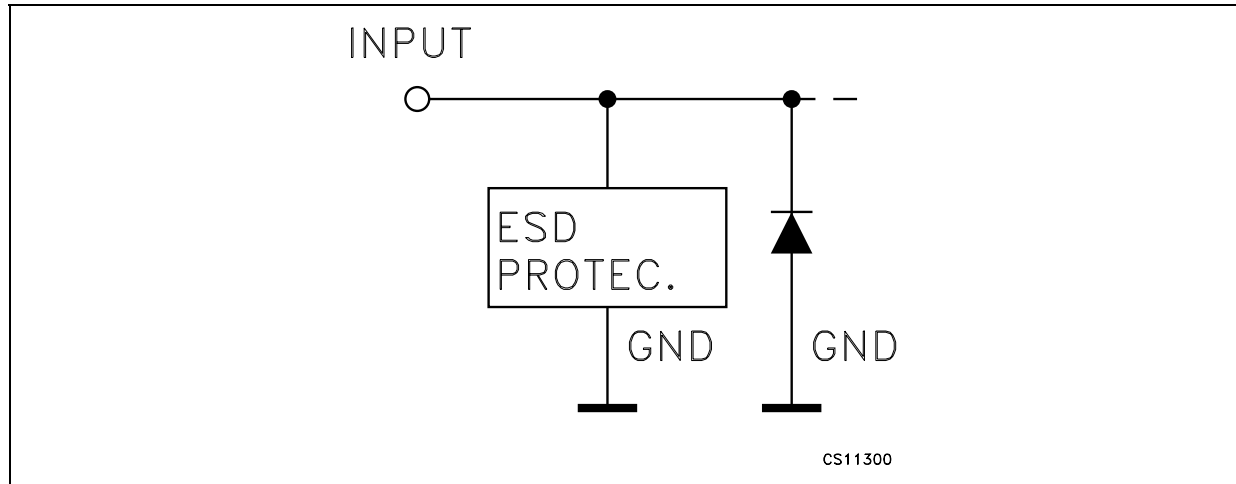 INPUT
ESD
PROTEC.
GND
GND
CS11300